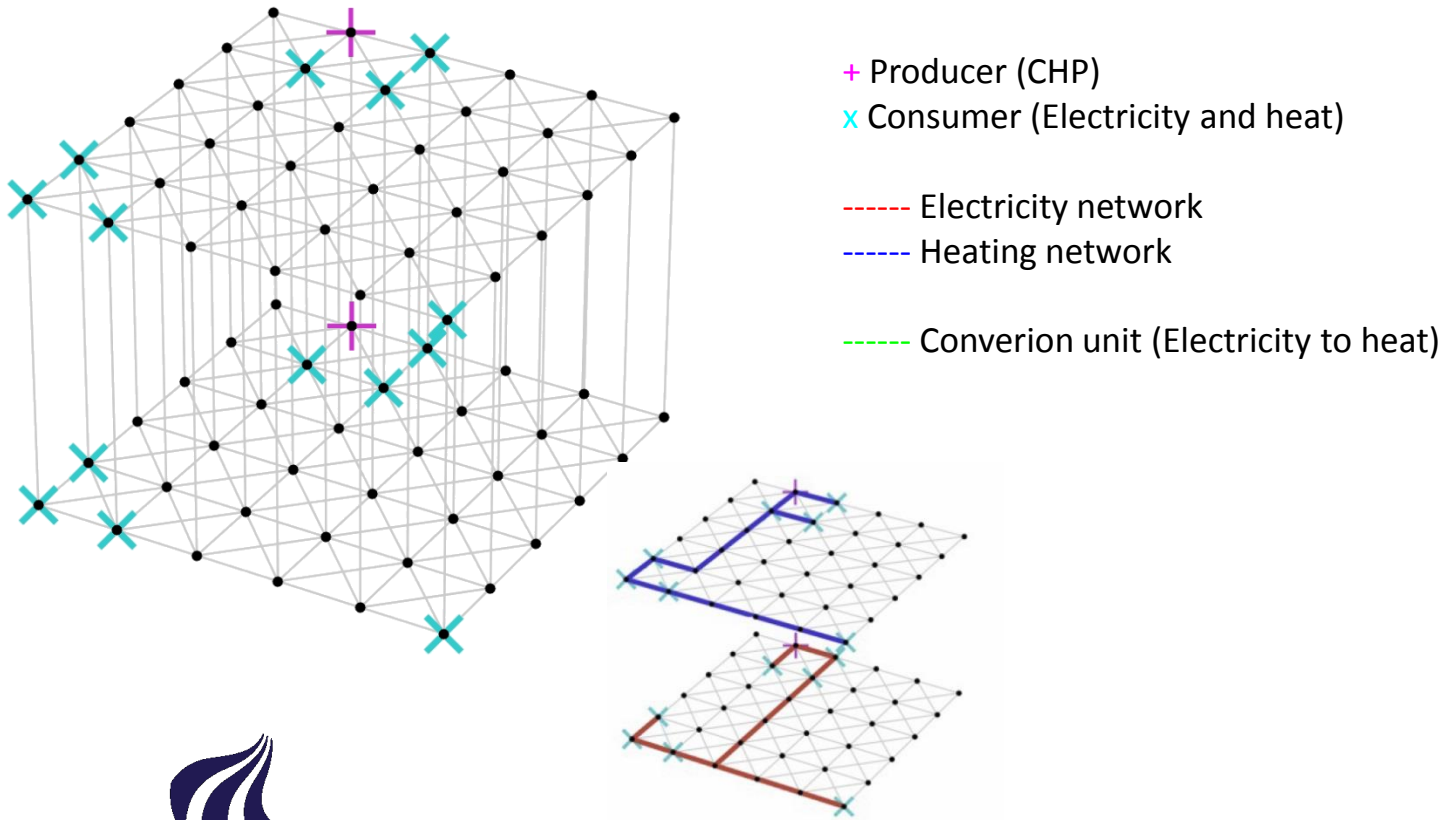 + Producer (CHP)
x Consumer (Electricity and heat)
------ Electricity network
------ Heating network
------ Converion unit (Electricity to heat)